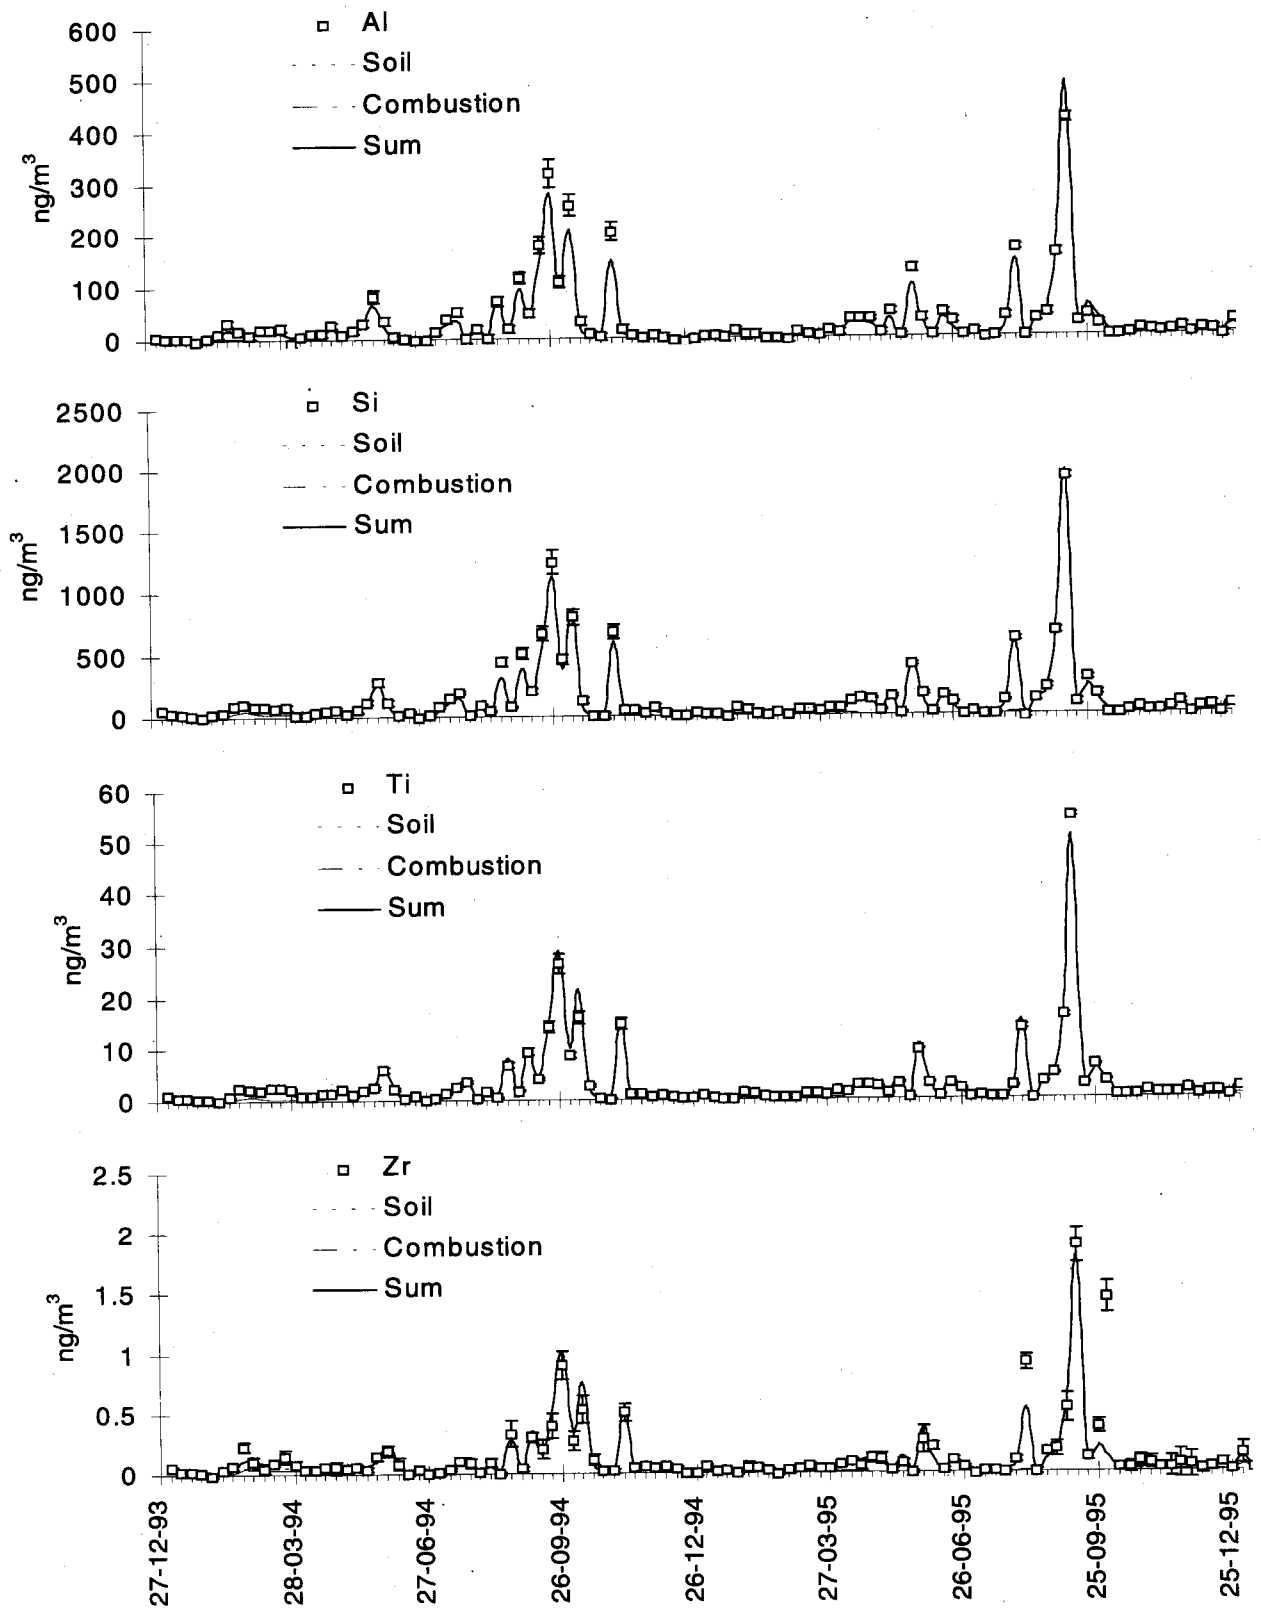 Al
Soil
Combustion
Sum
600
500
400
300
200
100
0
ng/m³
Si
Soil
Combustion
Sum
2500
2000
1500
1000
500
0
ng/m³
Ti
Soil
Combustion
Sum
60
50
40
30
20
10
0
ng/m³
Zr
Soil
Combustion
Sum
2.5
2
1.5
1
0.5
0
ng/m³
27-12-93
28-03-94
27-06-94
26-09-94
26-12-94
27-03-95
26-06-95
25-09-95
25-12-95